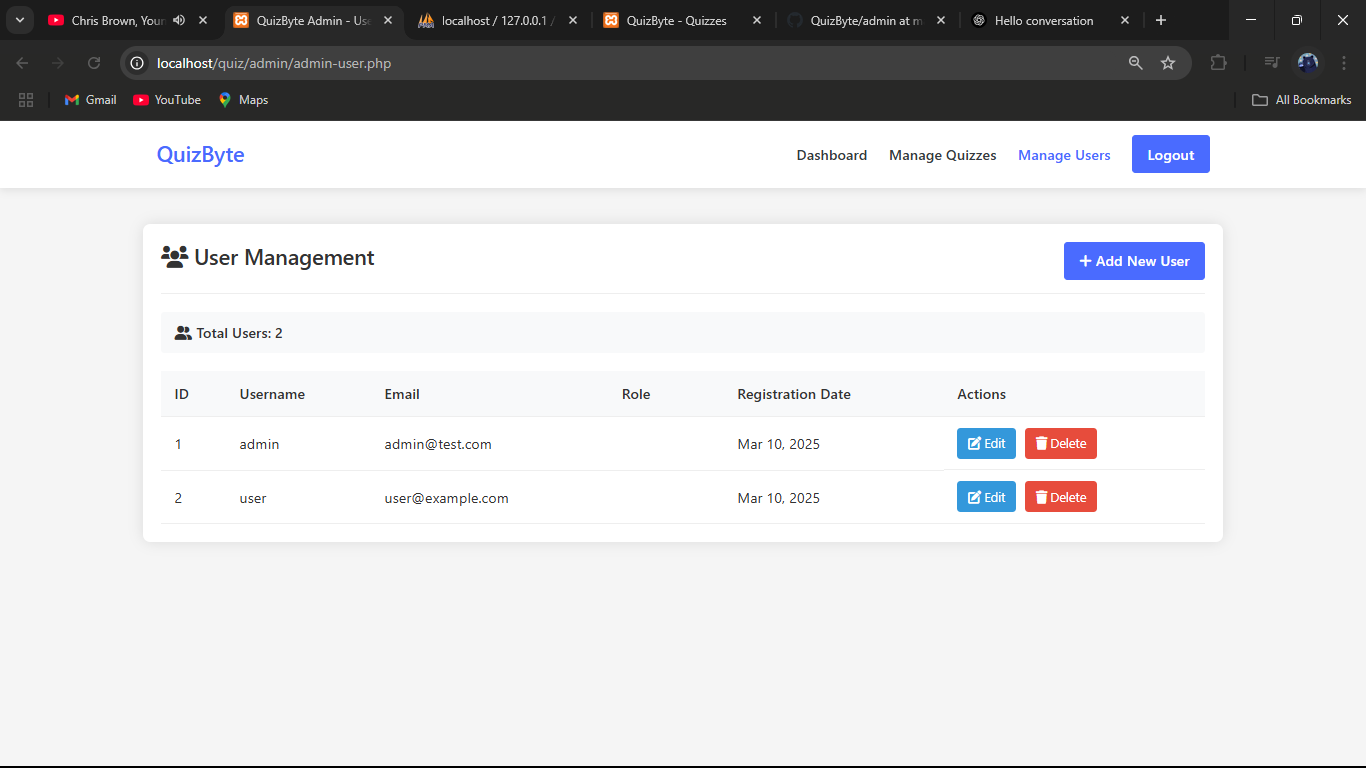 Chris Brown, Your
QuizByte Admin - Use
localhost / 127.0.0.1 /
QuizByte - Quizzes
QuizByte/admin at m
Hello conversation
localhost/quiz/admin/admin-user.php
Gmail
YouTube
Maps
All Bookmarks
QuizByte
Dashboard
Manage Quizzes
Manage Users
Logout
User Management
+ Add New User
Total Users: 2
ID Username Email Role Registration Date Actions
1 admin admin@test.com Mar 10, 2025 Edit Delete
2 user user@example.com Mar 10, 2025 Edit Delete